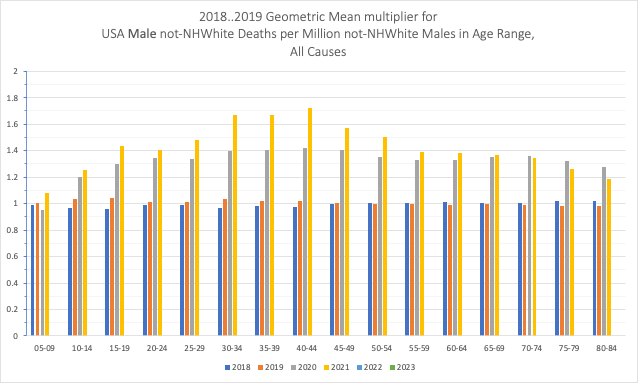 2018..2019 Geometric Mean multiplier for
USA Male not-NHWhite Deaths per Million not-NHWhite Males in Age Range,
All Causes
2
1.8
1.6
1.4
1.2
1
0.8
0.6
0.4
0.2
0
05-09 10-14 15-19 20-24 25-29 30-34 35-39 40-44 45-49 50-54 55-59 60-64 65-69 70-74 75-79 80-84
2018 2019 2020 2021 2022 2023